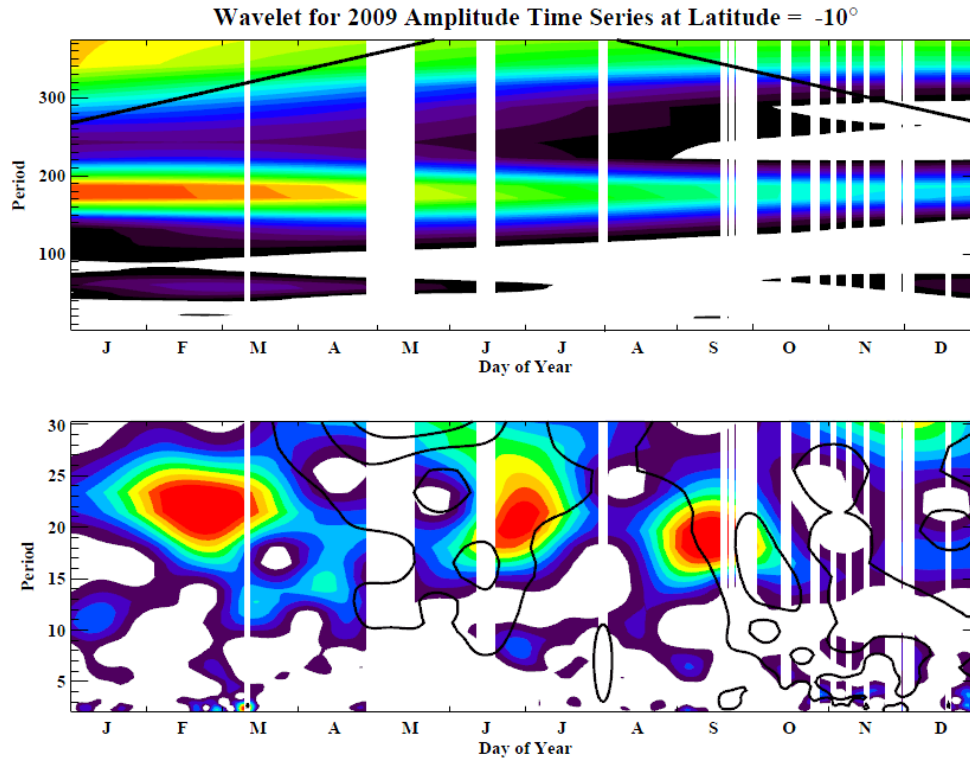 Wavelet for 2009 Amplitude Time Series at Latitude = -10°
300
200
100
Period
J F M A M J J A S O N D
Day of Year
30
25
20
15
10
5
Period
J F M A M J J A S O N D
Day of Year